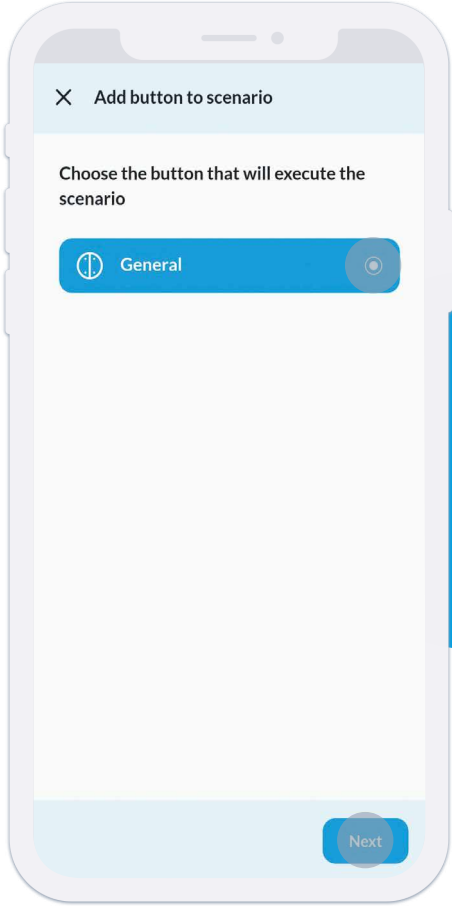 Add button to scenario
Choose the button that will execute the
scenario
General
Next